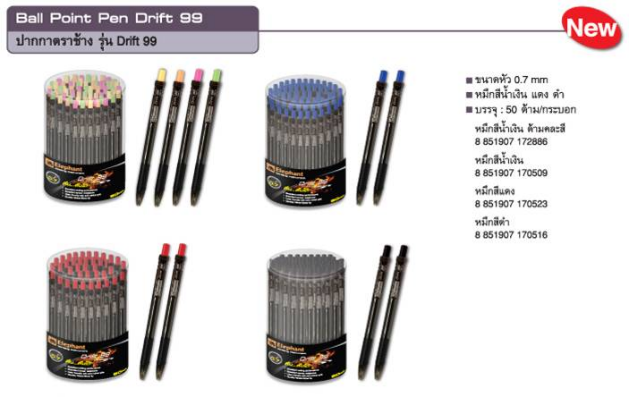 Ball Point Pen Drift 99
ปากกาตราช้าง รุ่น Drift 99
New
ขนาดหัว 0.7 mm
หมึกสีน้ำเงิน แดง ดำ
บรรจุ : 50 ด้าม/กระบอก
หมึกสีน้ำเงิน ด้ามคละสี
8 851907 172886
หมึกสีน้ำเงิน
8 851907 170509
หมึกสีแดง
8 851907 170523
หมึกสีดำ
8 851907 170516
Elephant
Elephant
Elephant
Elephant